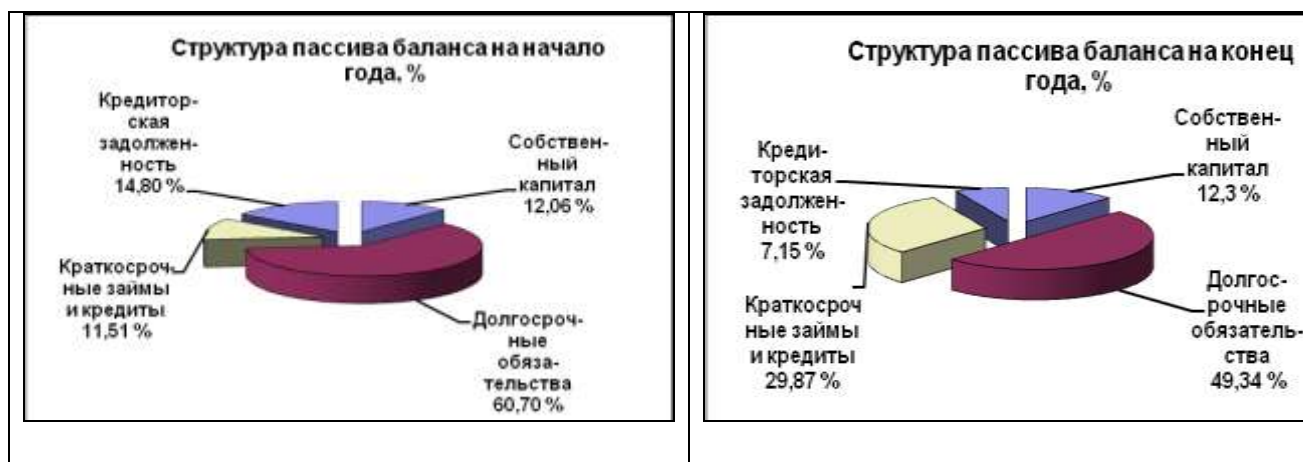 Структура пассива баланса на начало
года, %
Кредитор-
ская
задолжен-
ность
14,80 %
Собствен-
ный
капитал
12,06 %
Краткосроч
ные займы
и кредиты
11,51 %
Долгосроч-
ные
обяза-
тельства
60,70 %
Структура пассива баланса на конец
года, %
Креди-
торская
задолжен-
ность
7,15 %
Собствен-
ный
капитал
12,3 %
Краткосроч
ные займы
и кредиты
29,87 %
Долгос-
рочные
обязатель-
ства
49,34 %